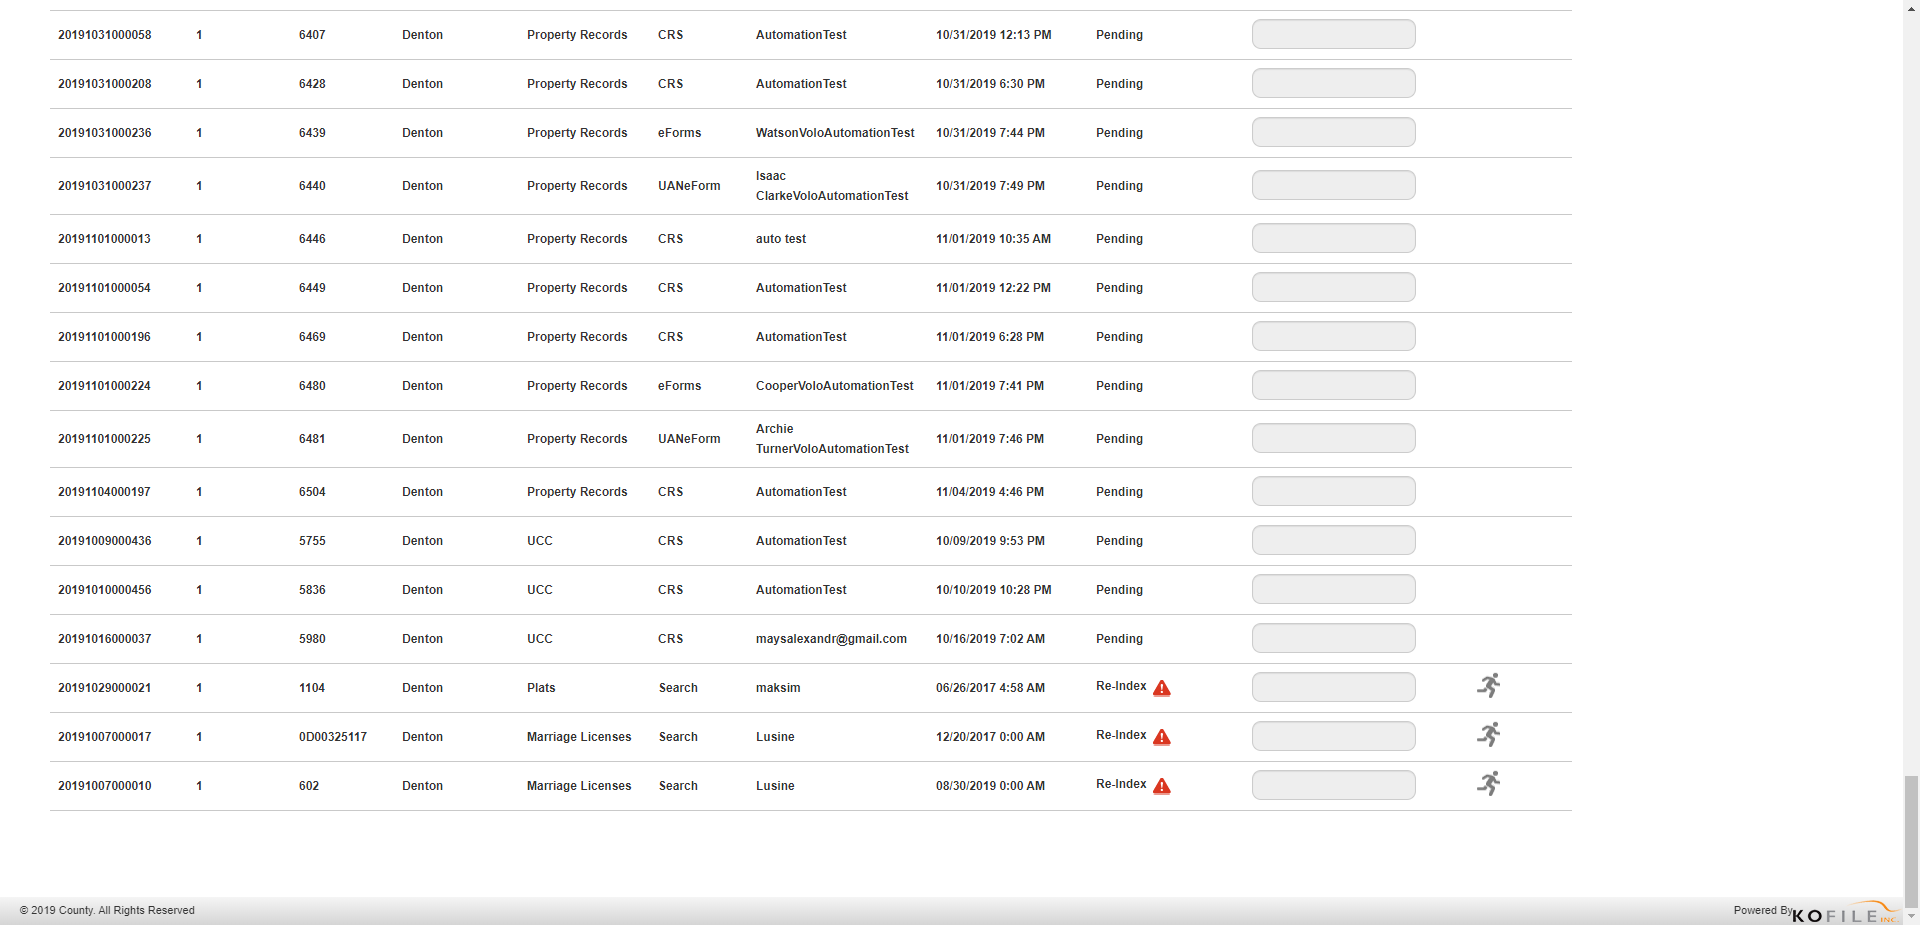 20191031000058 1 6407 Denton Property Records CRS AutomationTest 10/31/2019 12:13 PM Pending
20191031000208 1 6428 Denton Property Records CRS AutomationTest 10/31/2019 6:30 PM Pending
20191031000236 1 6439 Denton Property Records eForms WatsonVoloAutomationTest 10/31/2019 7:44 PM Pending
20191031000237 1 6440 Denton Property Records UANeForm Isaac ClarkeVoloAutomationTest 10/31/2019 7:49 PM Pending
20191101000013 1 6446 Denton Property Records CRS auto test 11/01/2019 10:35 AM Pending
20191101000054 1 6449 Denton Property Records CRS AutomationTest 11/01/2019 12:22 PM Pending
20191101000196 1 6469 Denton Property Records CRS AutomationTest 11/01/2019 6:28 PM Pending
20191101000224 1 6480 Denton Property Records eForms CooperVoloAutomationTest 11/01/2019 7:41 PM Pending
20191101000225 1 6481 Denton Property Records UANeForm Archie TurnerVoloAutomationTest 11/01/2019 7:46 PM Pending
20191104000197 1 6504 Denton Property Records CRS AutomationTest 11/04/2019 4:46 PM Pending
20191009000436 1 5755 Denton UCC CRS AutomationTest 10/09/2019 9:53 PM Pending
20191010000456 1 5836 Denton UCC CRS AutomationTest 10/10/2019 10:28 PM Pending
20191016000037 1 5980 Denton UCC CRS maysalexandr@gmail.com 10/16/2019 7:02 AM Pending
20191029000021 1 1104 Denton Plats Search maksim 06/26/2017 4:58 AM Re-Index
20191007000017 1 0D00325117 Denton Marriage Licenses Search Lusine 12/20/2017 0:00 AM Re-Index
20191007000010 1 602 Denton Marriage Licenses Search Lusine 08/30/2019 0:00 AM Re-Index
© 2019 County. All Rights Reserved Powered By KOFILE INC.